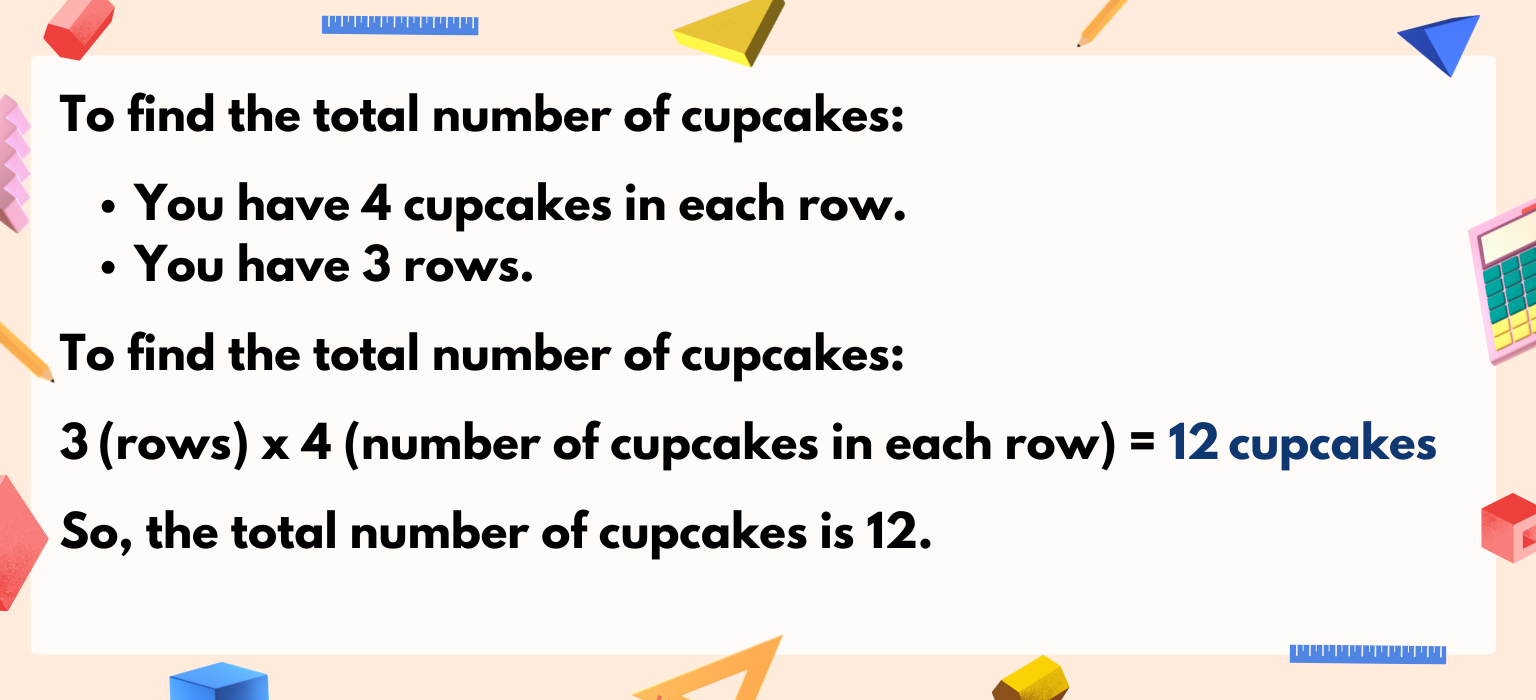 To find the total number of cupcakes:
• You have 4 cupcakes in each row.
• You have 3 rows.
To find the total number of cupcakes:
3 (rows) x 4 (number of cupcakes in each row) = 12 cupcakes
So, the total number of cupcakes is 12.